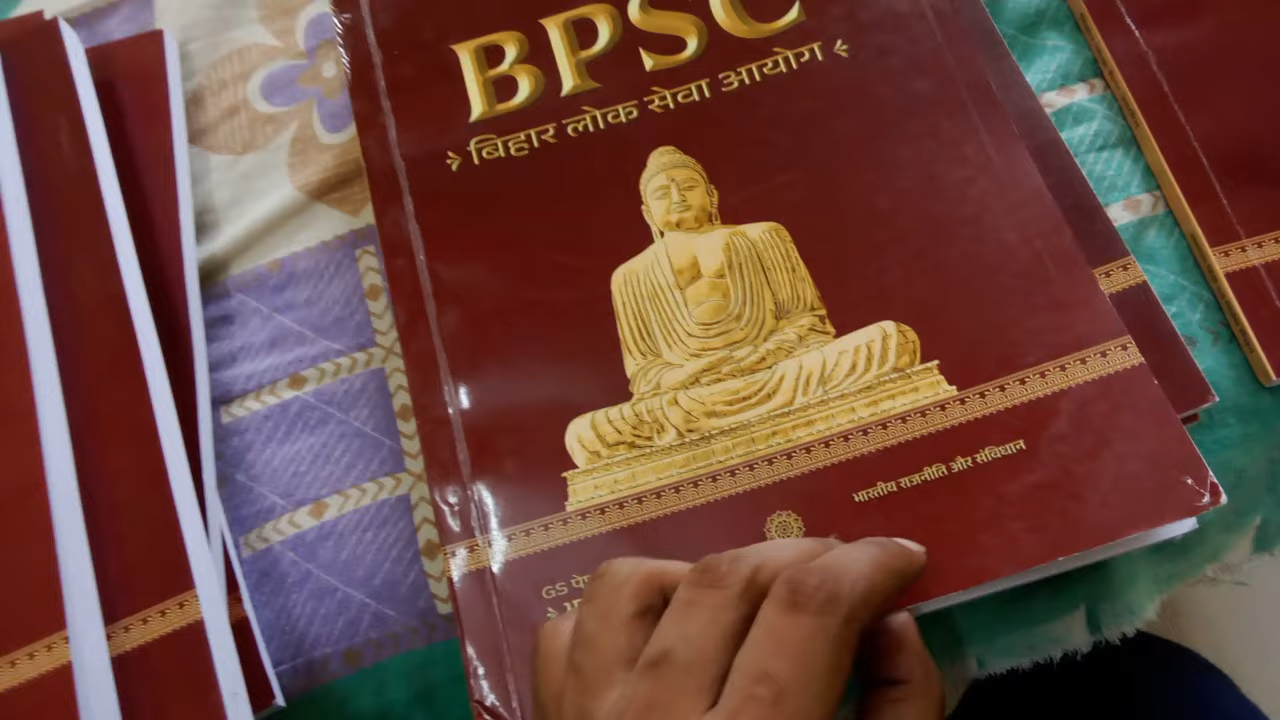 BPSC
बिहार लोक सेवा आयोग
भारतीय राजनीति और संविधान
GS